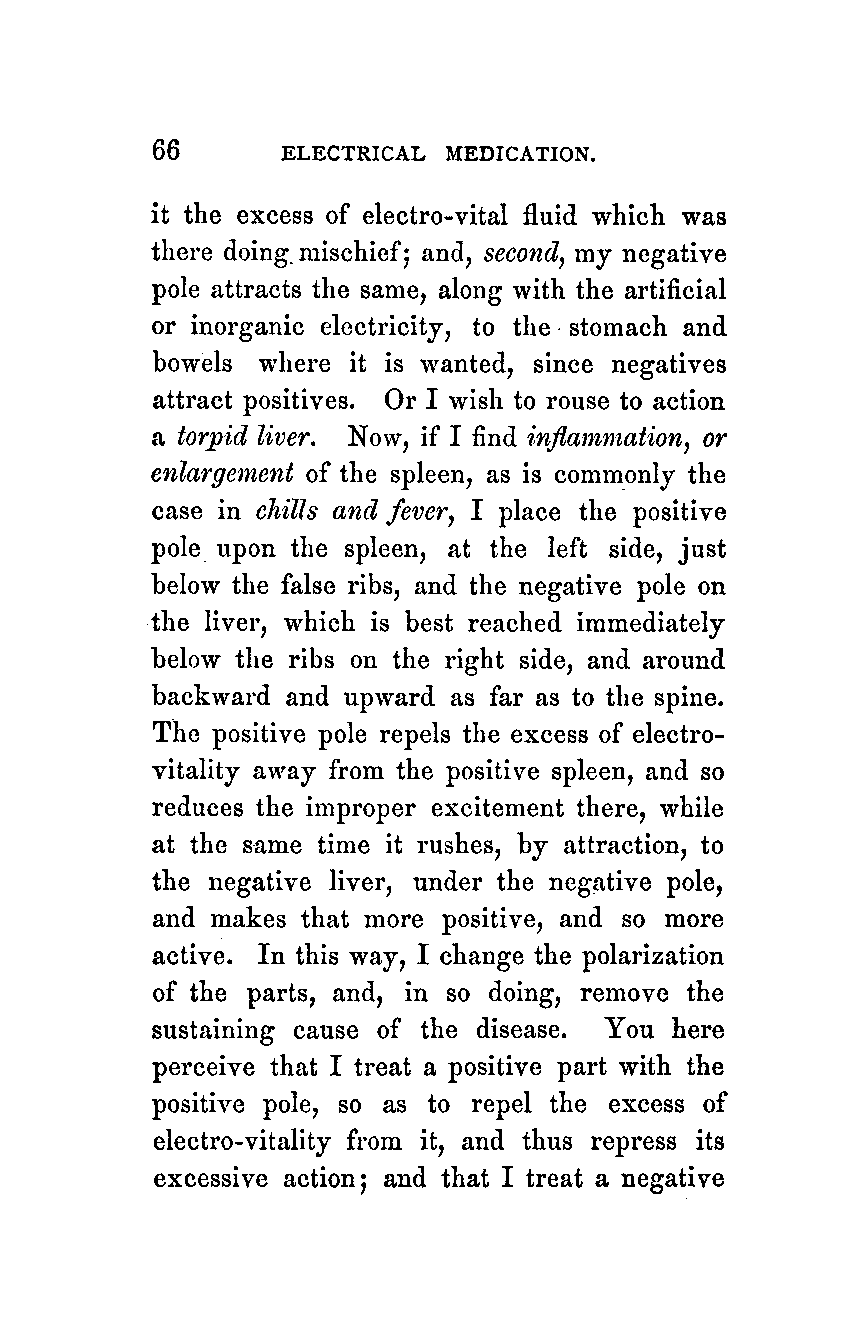 66 ELECTRICAL MEDICATION.
it the excess of electro-vital fluid which was
there doing mischief; and, second, my negative
pole attracts the same, along with the artificial
or inorganic electricity, to the stomach and
bowels where it is wanted, since negatives
attract positives. Or I wish to rouse to action
a torpid liver. Now, if I find inflammation, or
enlargement of the spleen, as is commonly the
case in chills and fever, I place the positive
pole upon the spleen, at the left side, just
below the false ribs, and the negative pole on
the liver, which is best reached immediately
below the ribs on the right side, and around
backward and upward as far as to the spine.
The positive pole repels the excess of electro-
vitality away from the positive spleen, and so
reduces the improper excitement there, while
at the same time it rushes, by attraction, to
the negative liver, under the negative pole,
and makes that more positive, and so more
active. In this way, I change the polarization
of the parts, and, in so doing, remove the
sustaining cause of the disease. You here
perceive that I treat a positive part with the
positive pole, so as to repel the excess of
electro-vitality from it, and thus repress its
excessive action; and that I treat a negative